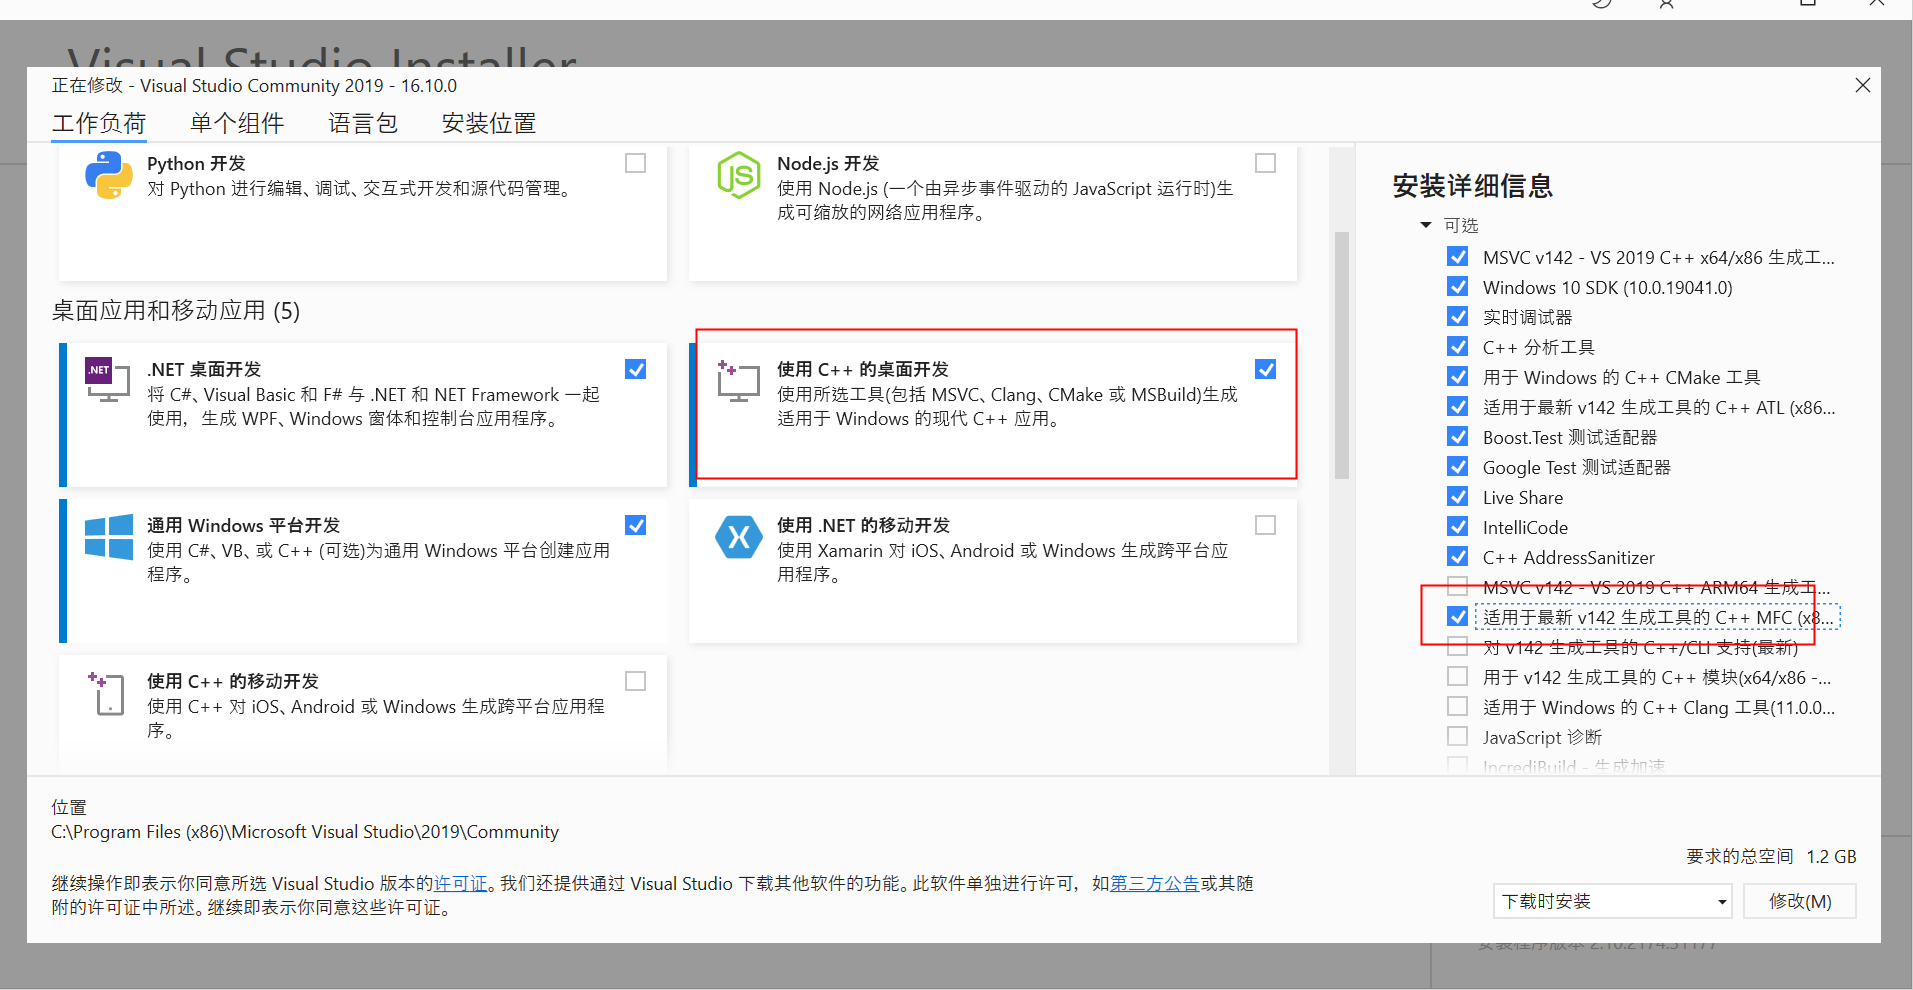 Visual Studio Installer
正在修改 - Visual Studio Community 2019 - 16.10.0
工作负荷 单个组件 语言包 安装位置
Python 开发
对 Python 进行编辑、调试、交互式开发和源代码管理。
Node.js 开发
使用 Node.js (一个由异步事件驱动的 JavaScript 运行时)生
成可缩放的网络应用程序。
桌面应用和移动应用 (5)
.NET
.NET 桌面开发
将 C#、Visual Basic 和 F# 与 .NET 和 NET Framework 一起
使用，生成 WPF、Windows 窗体和控制台应用程序。
使用 C++ 的桌面开发
使用所选工具(包括 MSVC、Clang、CMake 或 MSBuild)生成
适用于 Windows 的现代 C++ 应用。
通用 Windows 平台开发
使用 C#、VB、或 C++ (可选)为通用 Windows 平台创建应用
程序。
使用 .NET 的移动开发
使用 Xamarin 对 iOS、Android 或 Windows 生成跨平台应
用程序。
使用 C++ 的移动开发
使用 C++ 对 iOS、Android 或 Windows 生成跨平台应用程
序。
安装详细信息
可选
MSVC v142 - VS 2019 C++ x64/x86 生成工...
Windows 10 SDK (10.0.19041.0)
实时调试器
C++ 分析工具
用于 Windows 的 C++ CMake 工具
适用于最新 v142 生成工具的 C++ ATL (x86...
Boost.Test 测试适配器
Google Test 测试适配器
Live Share
IntelliCode
C++ AddressSanitizer
MSVC v142 - VS 2019 C++ ARM64 生成工...
适用于最新 v142 生成工具的 C++ MFC (x8...
对 v142 生成工具的 C++/CLI 支持(最新)
用于 v142 生成工具的 C++ 模块(x64/x86 -...
适用于 Windows 的 C++ Clang 工具(11.0.0...
JavaScript 诊断
IncrediBuild - 生成加速
位置
C:\Program Files (x86)\Microsoft Visual Studio\2019\Community
继续操作即表示你同意所选 Visual Studio 版本的许可证。我们还提供通过 Visual Studio 下载其他软件的功能。此软件单独进行许可，如第三方公告或其随
附的许可证中所述。继续即表示你同意这些许可证。
要求的总空间 1.2 GB
下载时安装
修改(M)
安装程序版本 2.10.2174.31177